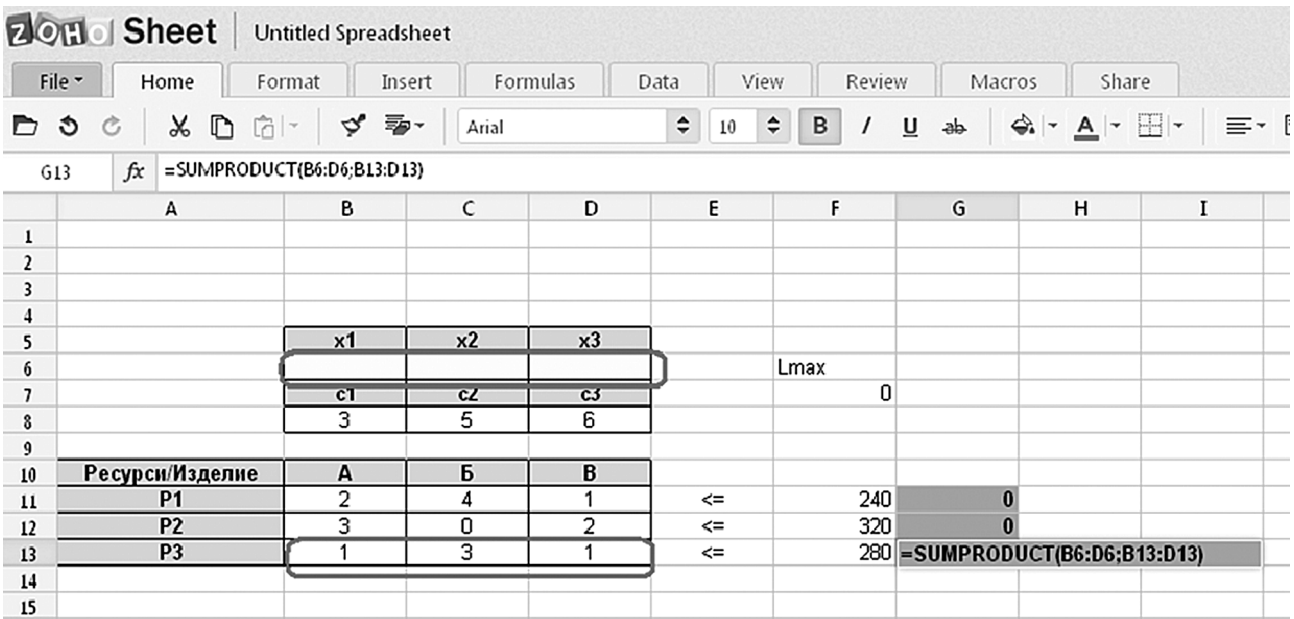 ZOHO Sheet Untitled Spreadsheet
File Home Format Insert Formulas Data View Review Macros Share
Arial 10 B I U ab A
G13 fx =SUMPRODUCT(B6:D6;B13:D13)
A B C D E F G H I
1
2
3
4
5 x1 x2 x3
6 Lmax
7 c1 c2 c3 0
8 3 5 6
9
10 Ресурси/Изделие А Б В
11 P1 2 4 1 <= 240 0
12 P2 3 0 2 <= 320 0
13 P3 1 3 1 <= 280 =SUMPRODUCT(B6:D6;B13:D13)
14
15